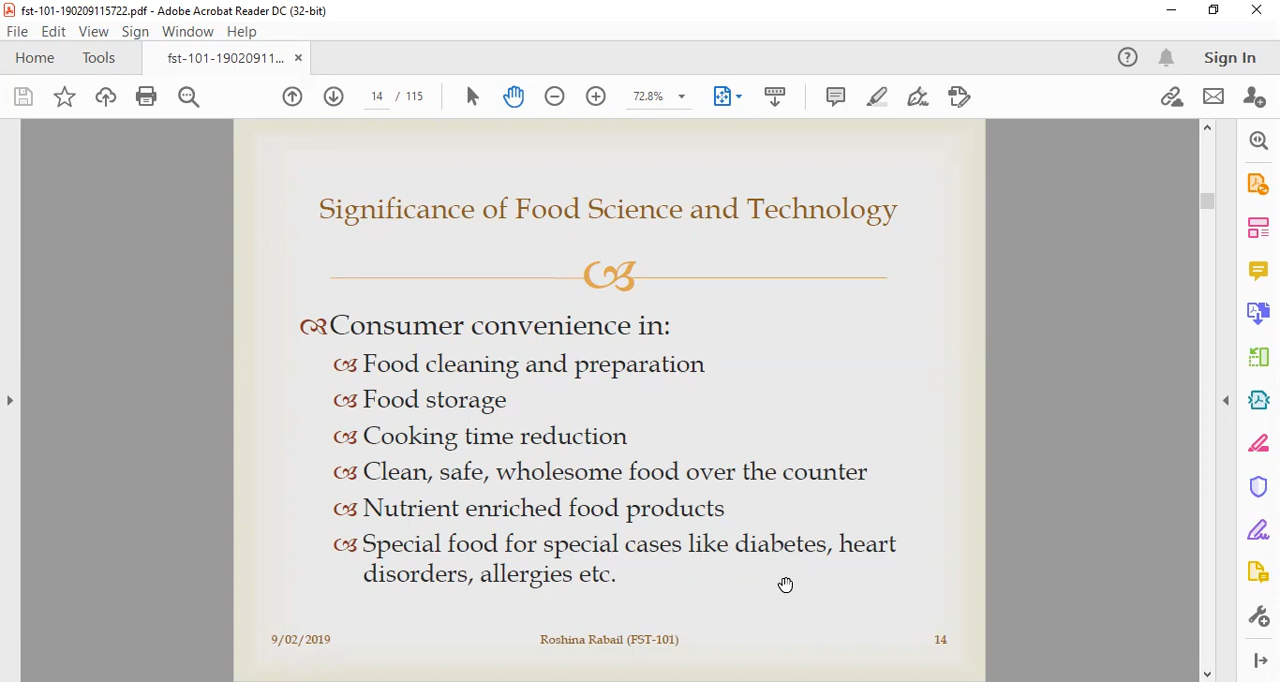 fst-101-190209115722.pdf - Adobe Acrobat Reader DC (32-bit)
File Edit View Sign Window Help
Home Tools fst-101-19020911... × Sign In
14 / 115 72.8%
Significance of Food Science and Technology
Consumer convenience in:
Food cleaning and preparation
Food storage
Cooking time reduction
Clean, safe, wholesome food over the counter
Nutrient enriched food products
Special food for special cases like diabetes, heart
disorders, allergies etc.
9/02/2019 Roshina Rabail (FST-101) 14